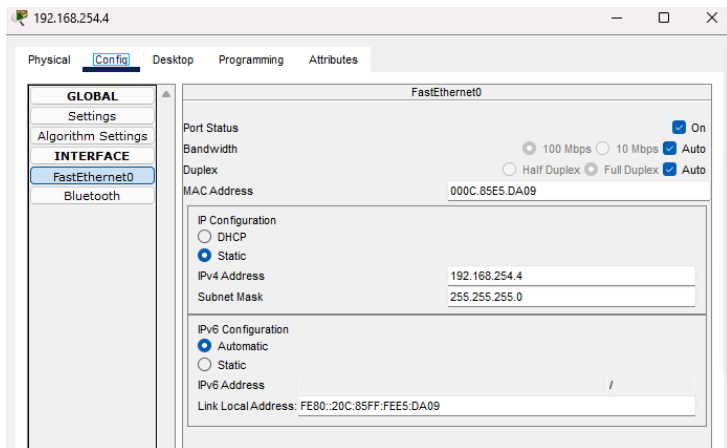 192.168.254.4
Physical Config Desktop Programming Attributes
GLOBAL
Settings
Algorithm Settings
INTERFACE
FastEthernet0
Bluetooth
FastEthernet0
Port Status On
Bandwidth 100 Mbps 10 Mbps Auto
Duplex Half Duplex Full Duplex Auto
MAC Address 000C.85E5.DA09
IP Configuration
DHCP
Static
IPv4 Address 192.168.254.4
Subnet Mask 255.255.255.0
IPv6 Configuration
Automatic
Static
IPv6 Address /
Link Local Address: FE80::20C:85FF:FEE5:DA09